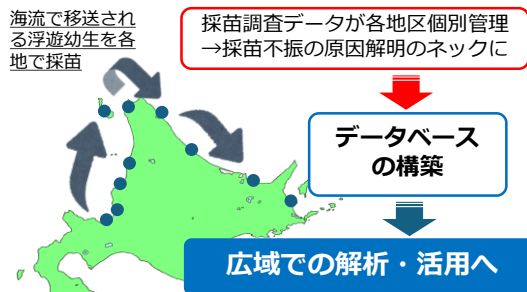 海流で移送され
る浮遊幼生を各
地で採苗
採苗調査データが各地区個別管理
→採苗不振の原因解明のネックに
データベース
の構築
広域での解析・活用へ